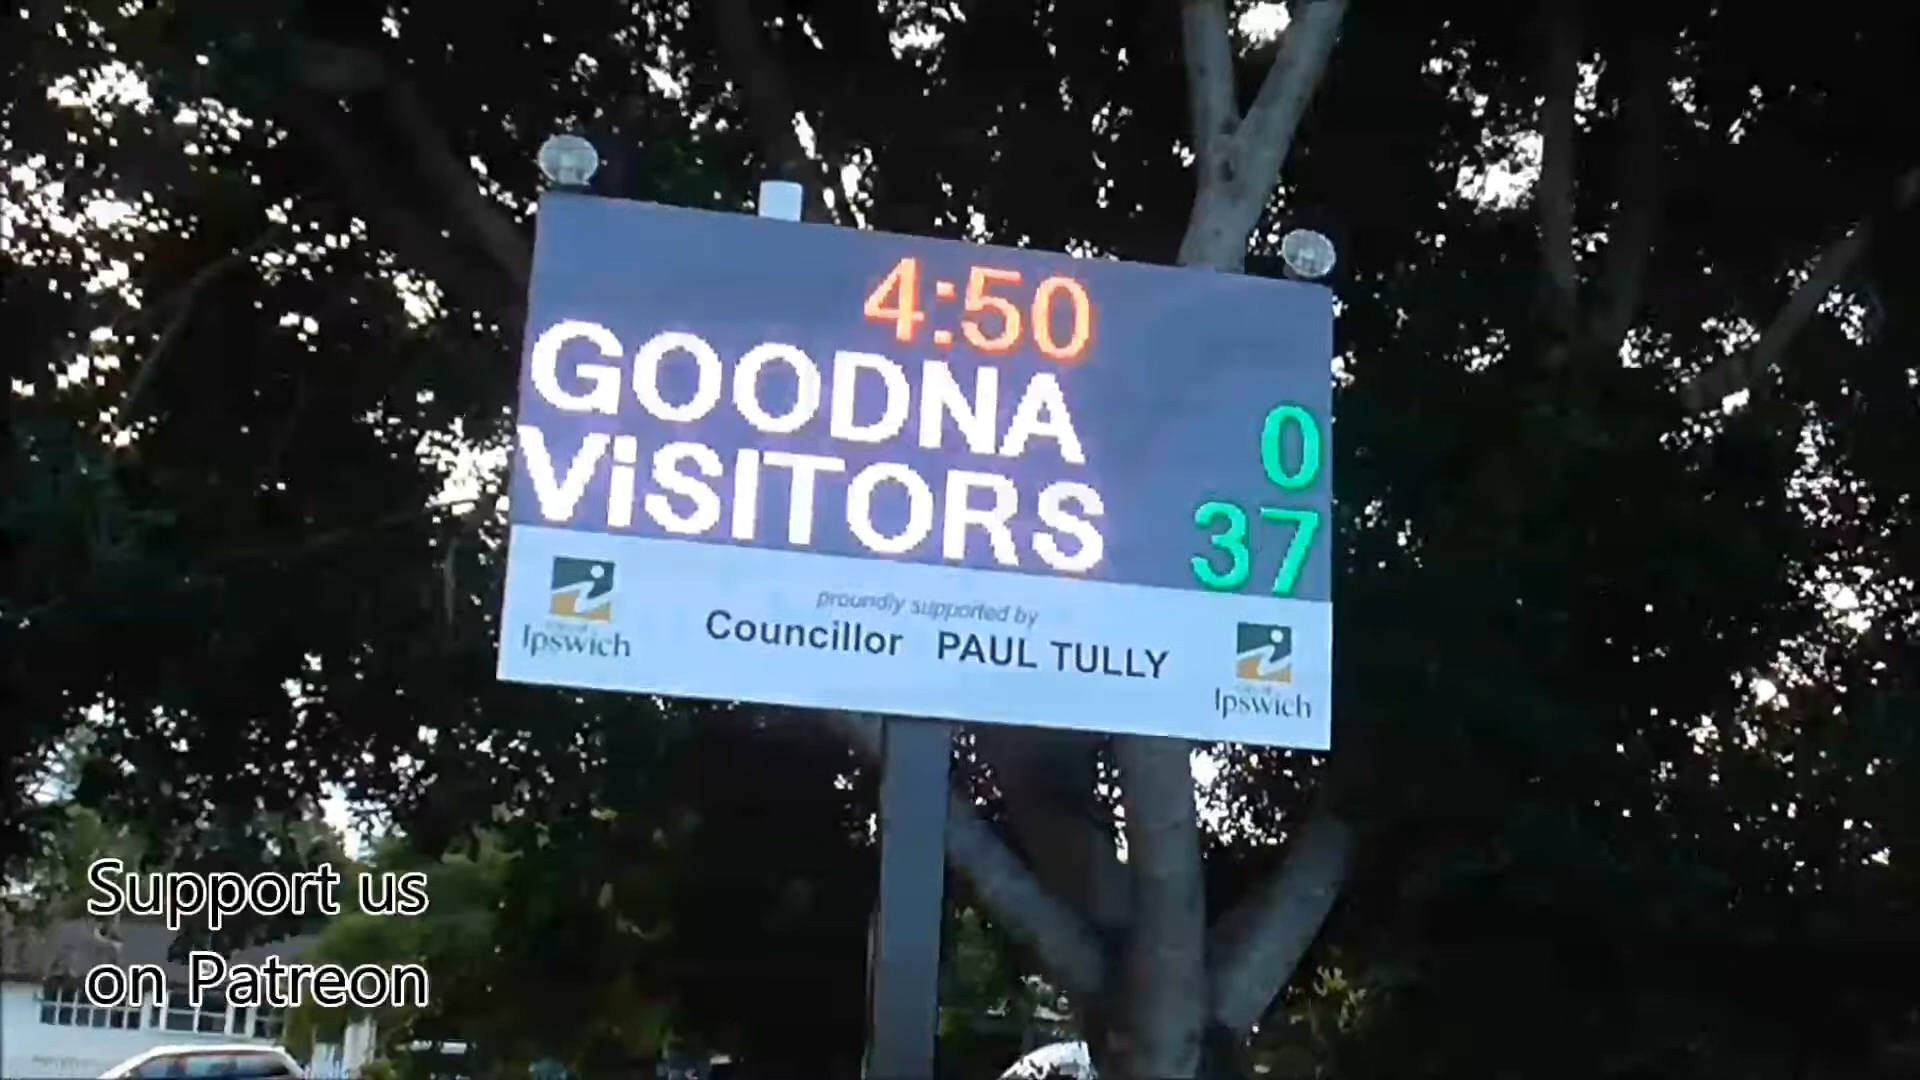 4:50
GOODNA 0
ViSITORS 37
proundly supported by
Councillor PAUL TULLY
Ipswich
Ipswich
Support us
on Patreon